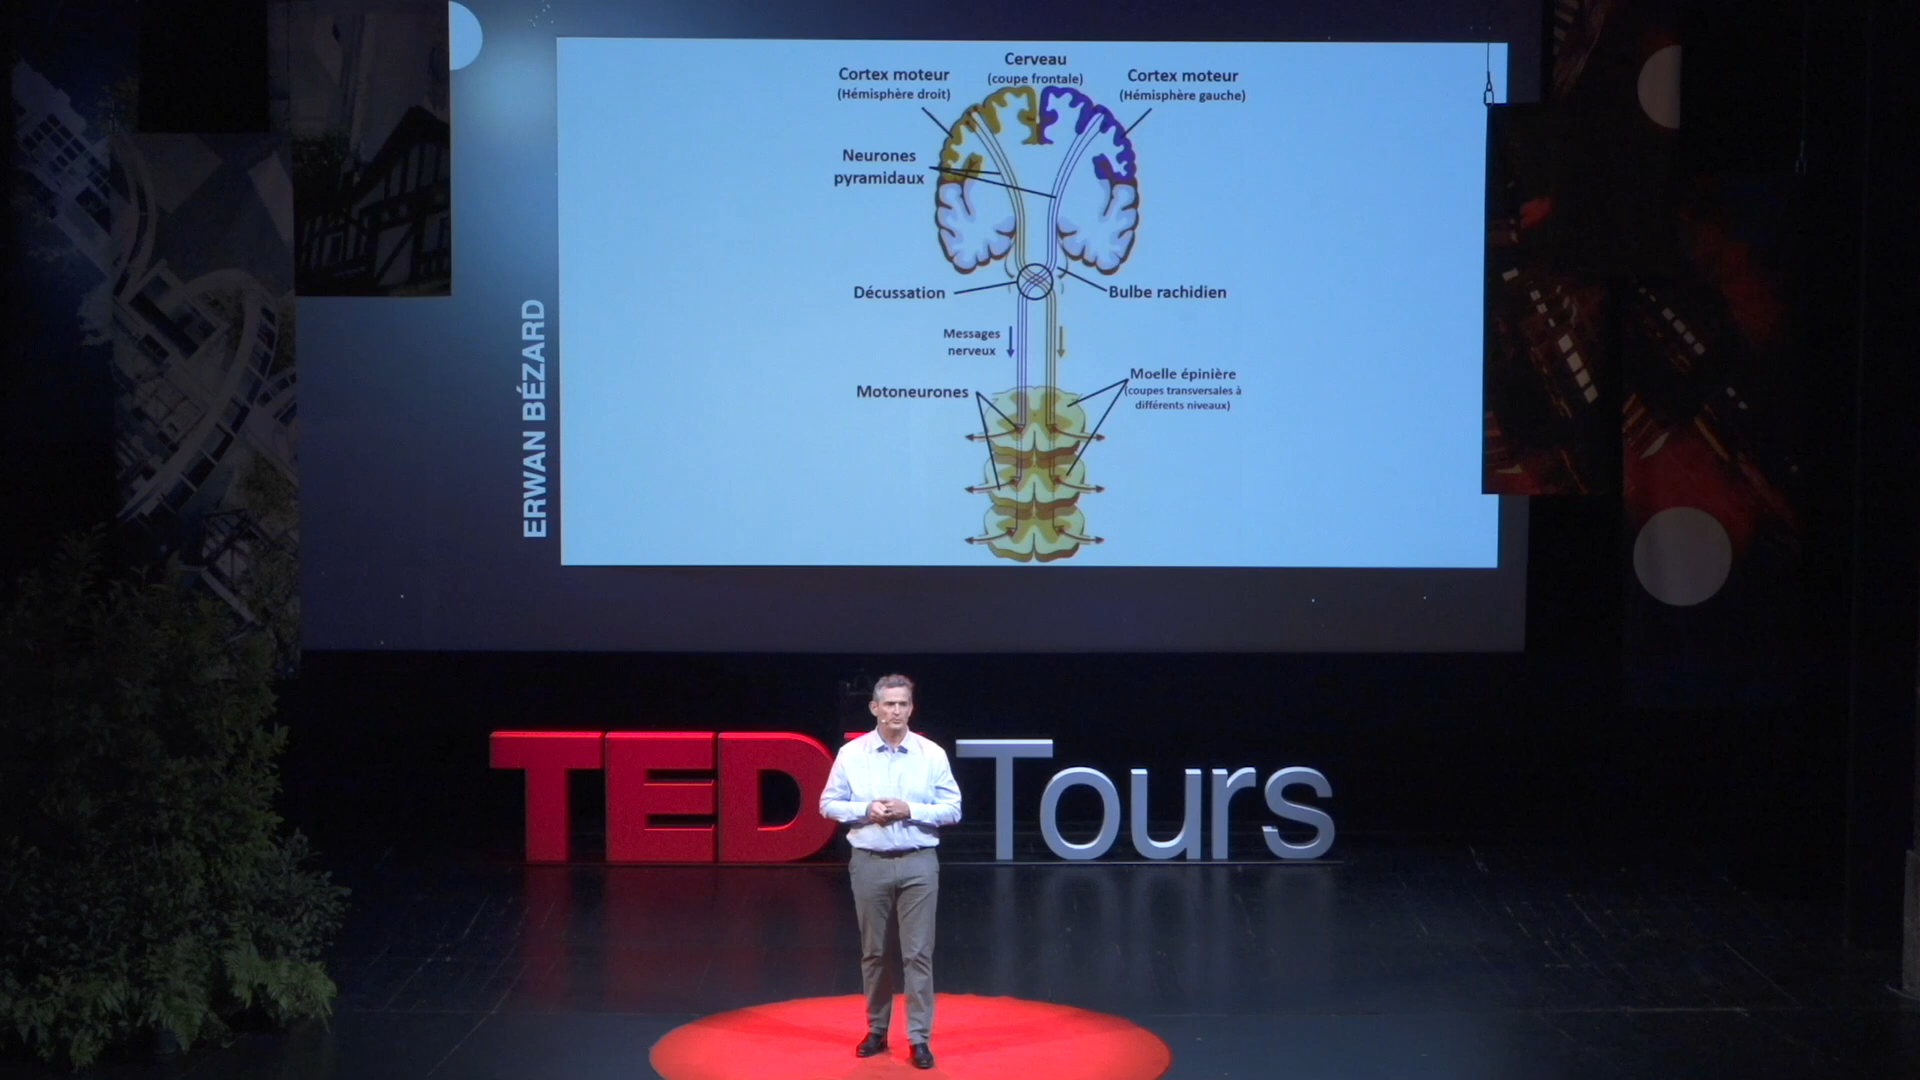 Cerveau
(coupe frontale)
Cortex moteur
(Hémisphère droit)
Cortex moteur
(Hémisphère gauche)
Neurones
pyramidaux
Décussation
Bulbe rachidien
Messages
nerveux
Motoneurones
Moelle épinière
(coupes transversales à
différents niveaux)
ERWAN BÉZARD
TEDx Tours